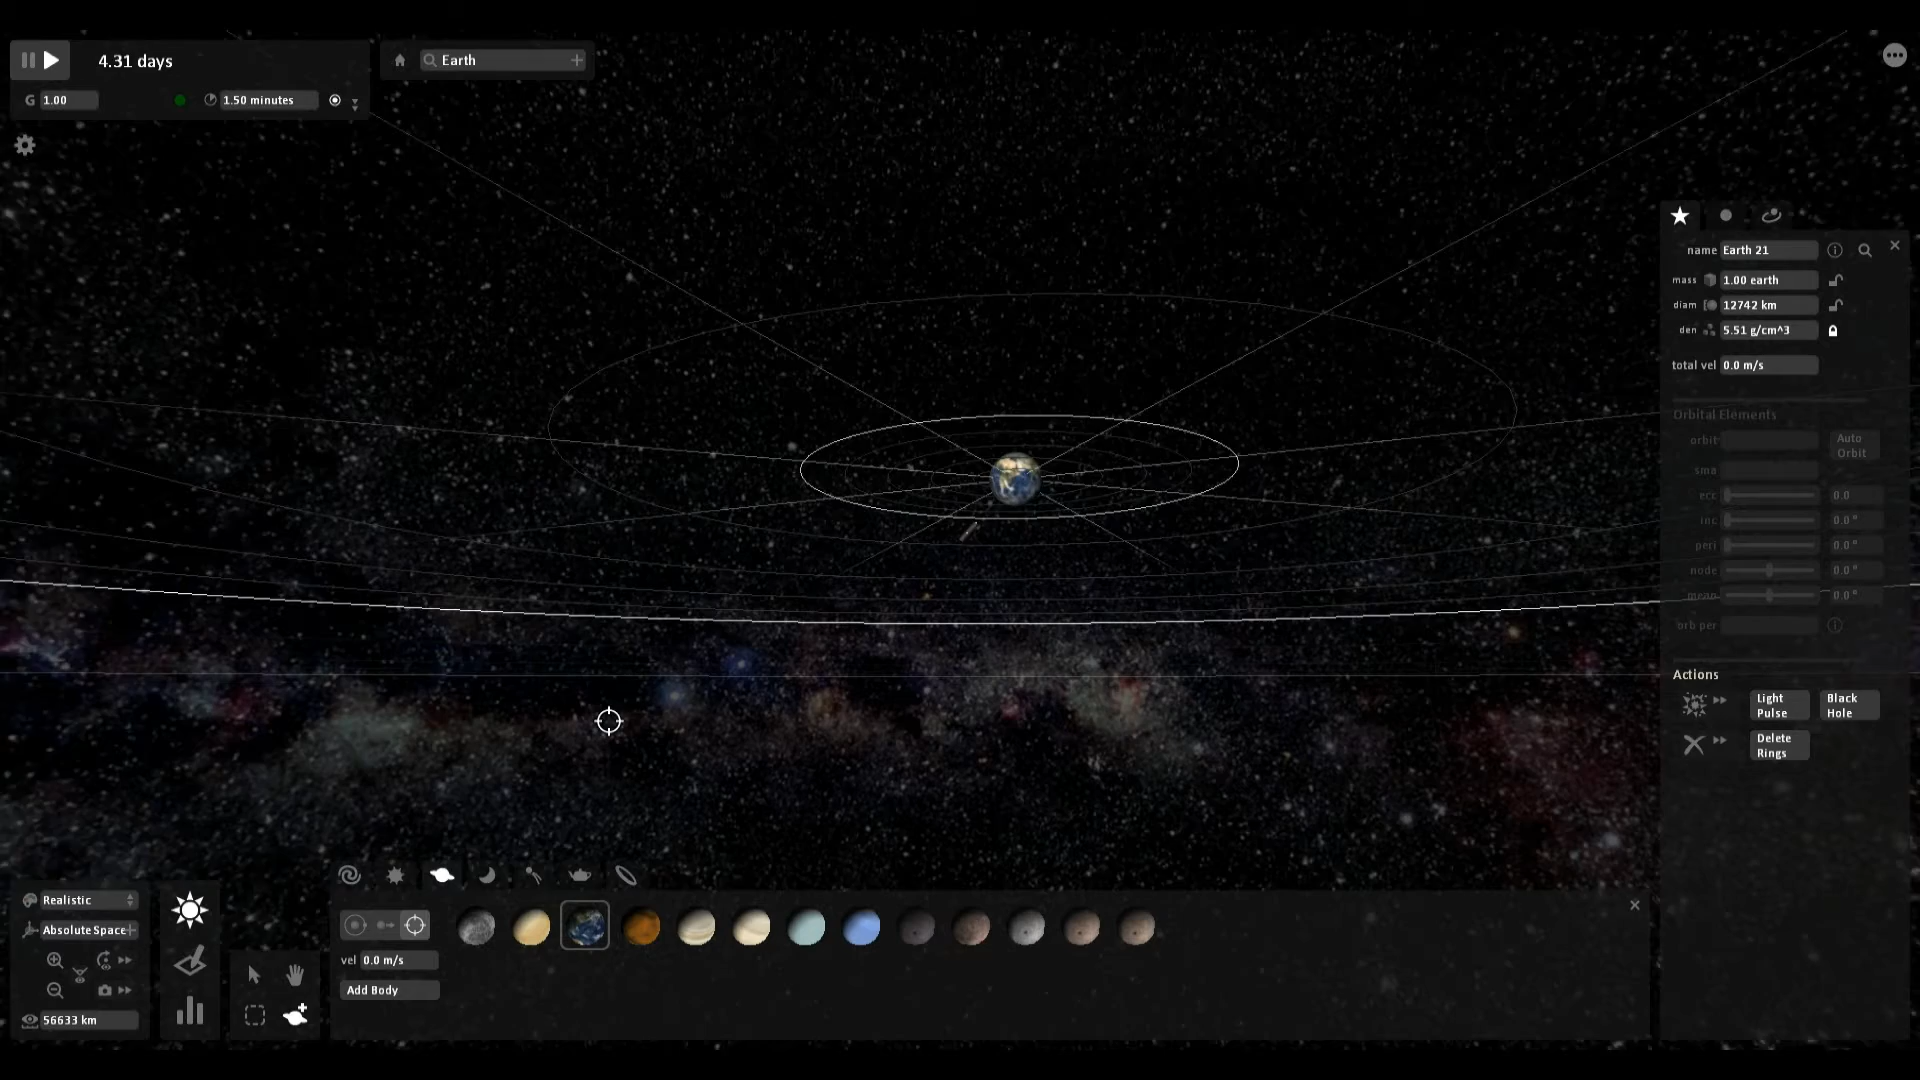 4.31 days
Earth
G 1.00
1.50 minutes
name Earth 21
mass 1.00 earth
diam 12742 km
den 5.51 g/cm^3
total vel 0.0 m/s
Orbital Elements
orbit
Auto
Orbit
sma
ecc 0.0
inc 0.0 °
peri 0.0 °
node 0.0 °
mean 0.0 °
orb per
Actions
Light
Pulse
Black
Hole
Delete
Rings
Realistic
Absolute Space
56633 km
vel 0.0 m/s
Add Body